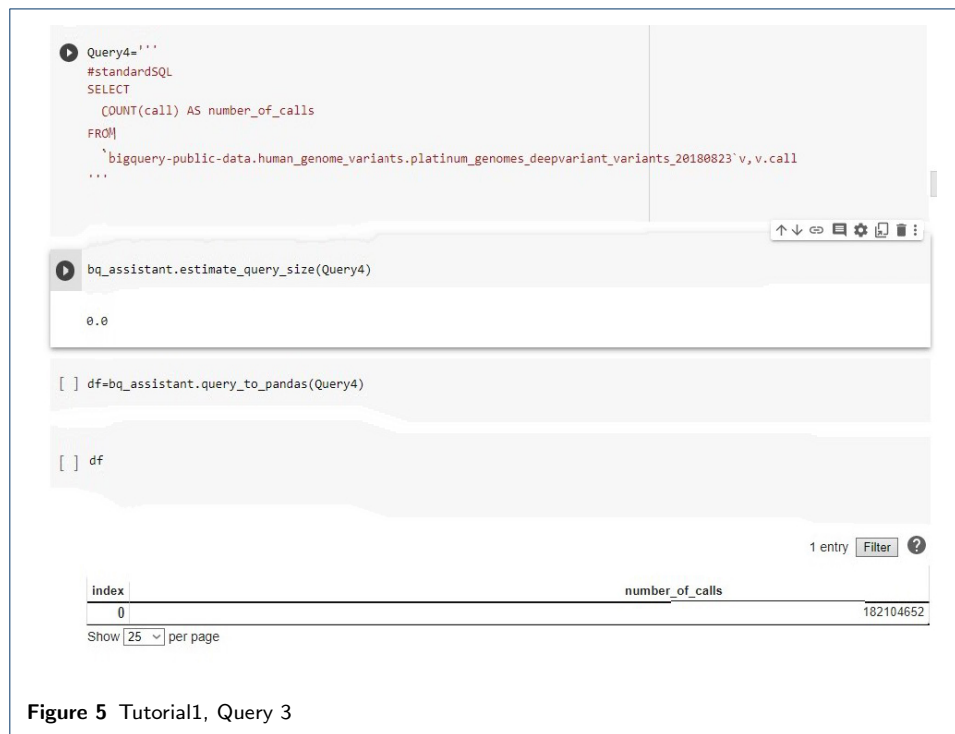 Query4='''
#standardSQL
SELECT
COUNT(call) AS number_of_calls
FROM
`bigquery-public-data.human_genome_variants.platinum_genomes_deepvariant_variants_20180823`v,v.call
'''
bq_assistant.estimate_query_size(Query4)
0.0
[ ] df=bq_assistant.query_to_pandas(Query4)
[ ] df
1 entry Filter ?
index number_of_calls
0 182104652
Show 25 per page
Figure 5 Tutorial1, Query 3